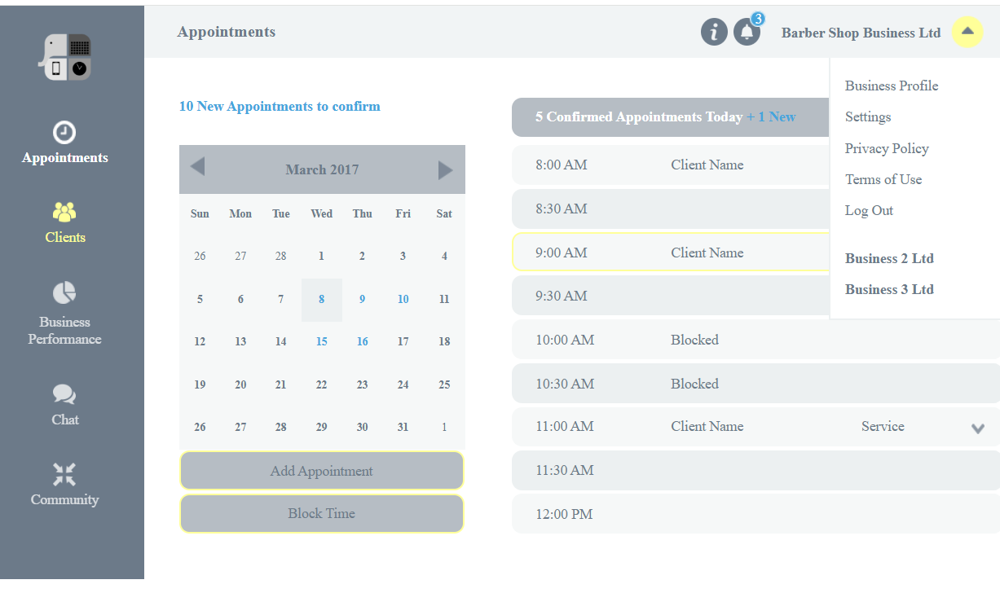 Appointments
3
Barber Shop Business Ltd
Appointments
Clients
Business
Performance
Chat
Community
10 New Appointments to confirm
March 2017
Sun Mon Tue Wed Thu Fri Sat
26 27 28 1 2 3 4
5 6 7 8 9 10 11
12 13 14 15 16 17 18
19 20 21 22 23 24 25
26 27 28 29 30 31 1
Add Appointment
Block Time
5 Confirmed Appointments Today + 1 New
8:00 AM Client Name
8:30 AM
9:00 AM Client Name
9:30 AM
10:00 AM Blocked
10:30 AM Blocked
11:00 AM Client Name Service
11:30 AM
12:00 PM
Business Profile
Settings
Privacy Policy
Terms of Use
Log Out
Business 2 Ltd
Business 3 Ltd